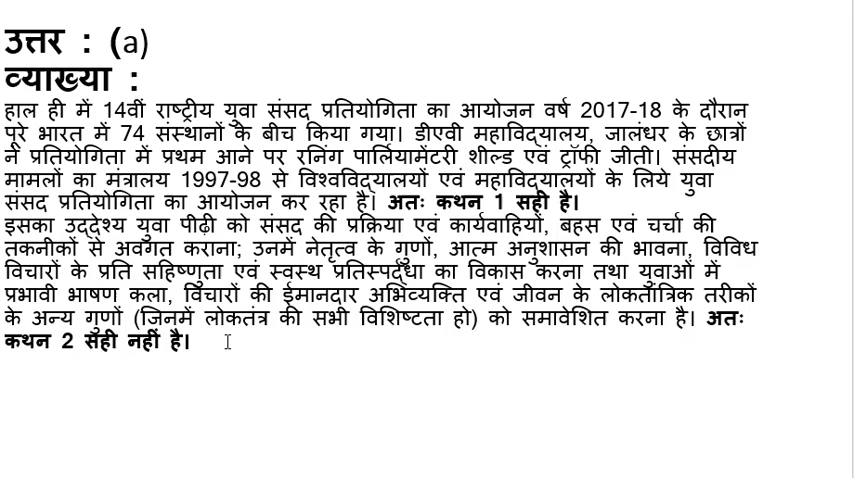 उत्तर : (a)
व्याख्या :
हाल ही में 14वीं राष्ट्रीय युवा संसद प्रतियोगिता का आयोजन वर्ष 2017-18 के दौरान
पूरे भारत में 74 संस्थानों के बीच किया गया। डीएवी महाविद्यालय, जालंधर के छात्रों
ने प्रतियोगिता में प्रथम आने पर रनिंग पार्लियामेंटरी शील्ड एवं ट्रॉफी जीती। संसदीय
मामलों का मंत्रालय 1997-98 से विश्वविद्यालयों एवं महाविद्यालयों के लिये युवा
संसद प्रतियोगिता का आयोजन कर रहा है। अतः कथन 1 सही है।
इसका उद्देश्य युवा पीढ़ी को संसद की प्रक्रिया एवं कार्यवाहियों, बहस एवं चर्चा की
तकनीकों से अवगत कराना; उनमें नेतृत्व के गुणों, आत्म अनुशासन की भावना, विविध
विचारों के प्रति सहिष्णुता एवं स्वस्थ प्रतिस्पर्द्धा का विकास करना तथा युवाओं में
प्रभावी भाषण कला, विचारों की ईमानदार अभिव्यक्ति एवं जीवन के लोकतांत्रिक तरीकों
के अन्य गुणों (जिनमें लोकतंत्र की सभी विशिष्टता हो) को समावेशित करना है। अतः
कथन 2 सही नहीं है।